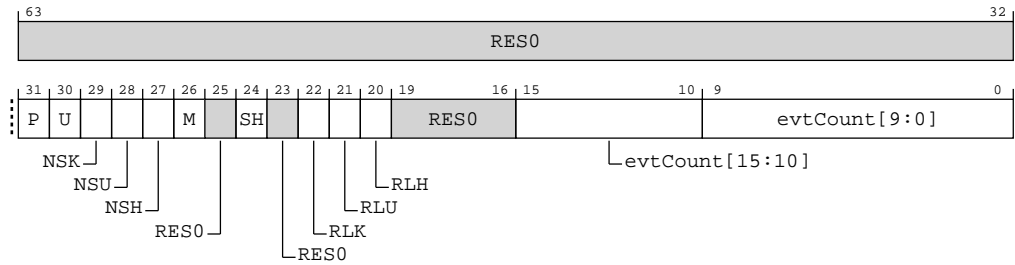 63 32
RES0
31 30 29 28 27 26 25 24 23 22 21 20 19 16 15 10 9 0
P U M SH RES0 evtCount[9:0]
NSK evtCount[15:10]
NSU RLH
NSH RLU
RES0 RLK
RES0